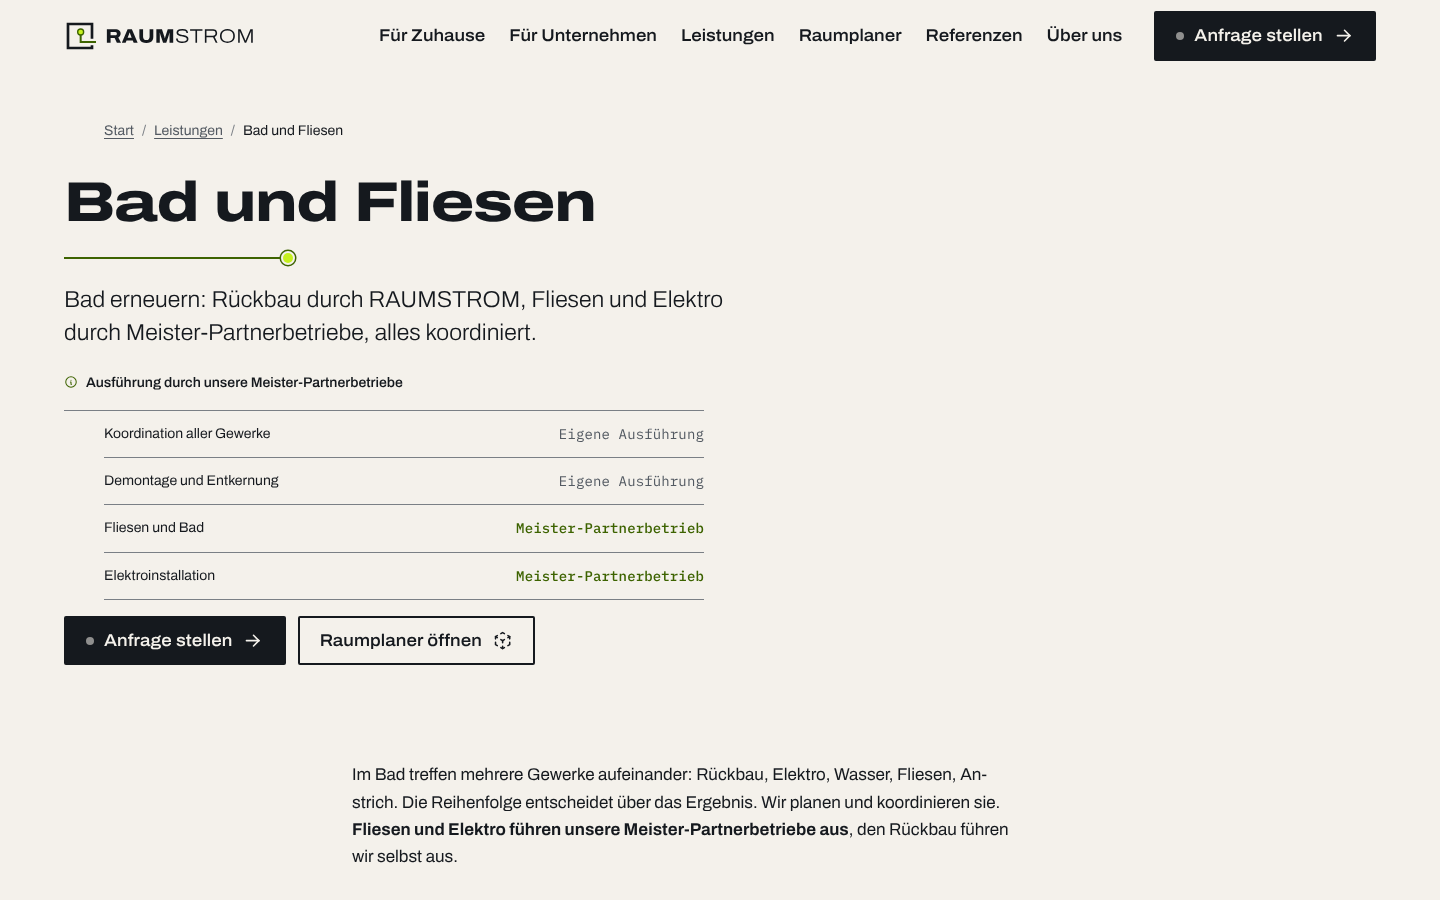 RAUMSTROM
Für Zuhause
Für Unternehmen
Leistungen
Raumplaner
Referenzen
Über uns
Anfrage stellen
Start / Leistungen / Bad und Fliesen
Bad und Fliesen
Bad erneuern: Rückbau durch RAUMSTROM, Fliesen und Elektro
durch Meister-Partnerbetriebe, alles koordiniert.
Ausführung durch unsere Meister-Partnerbetriebe
Koordination aller Gewerke Eigene Ausführung
Demontage und Entkernung Eigene Ausführung
Fliesen und Bad Meister-Partnerbetrieb
Elektroinstallation Meister-Partnerbetrieb
Anfrage stellen
Raumplaner öffnen
Im Bad treffen mehrere Gewerke aufeinander: Rückbau, Elektro, Wasser, Fliesen, An-
strich. Die Reihenfolge entscheidet über das Ergebnis. Wir planen und koordinieren sie.
Fliesen und Elektro führen unsere Meister-Partnerbetriebe aus, den Rückbau führen
wir selbst aus.